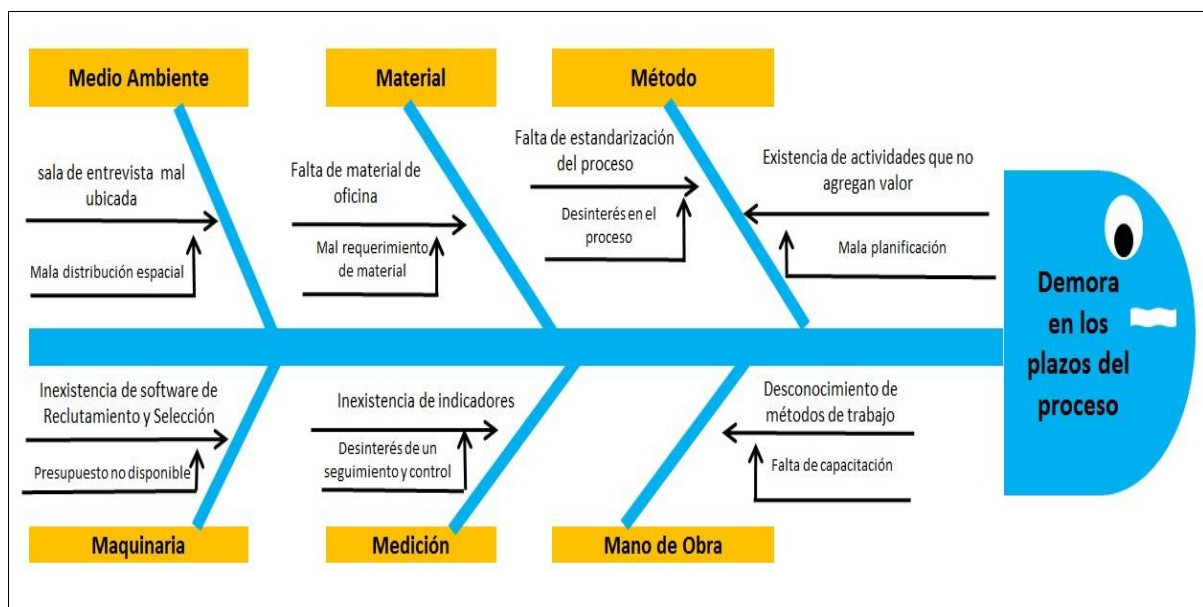 Medio Ambiente
Material
Método
sala de entrevista mal
ubicada
Mala distribución espacial
Falta de material de
oficina
Mal requerimiento
de material
Falta de estandarización
del proceso
Desinterés en el
proceso
Existencia de actividades que no
agregan valor
Mala planificación
Demora
en los
plazos del
proceso
Inexistencia de software de
Reclutamiento y Selección
Presupuesto no disponible
Inexistencia de indicadores
Desinterés de un
seguimiento y control
Desconocimiento de
métodos de trabajo
Falta de capacitación
Maquinaria
Medición
Mano de Obra